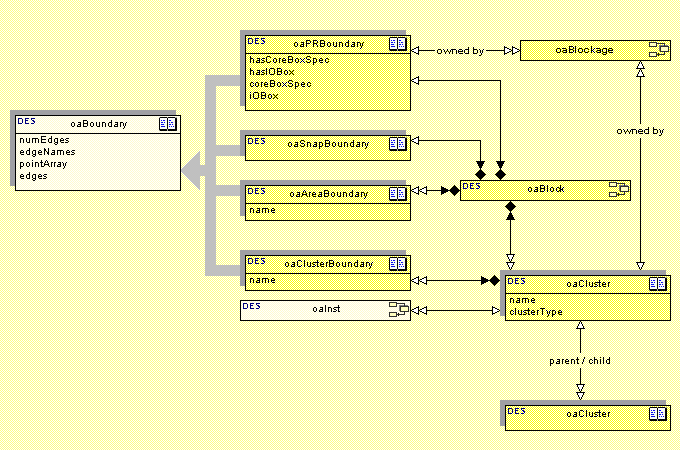 DES oaPRBoundary
hasCoreBoxSpec
hasIOBox
coreBoxSpec
iOBox
owned by
oaBlockage
owned by
DES oaBoundary
numEdges
edgeNames
pointArray
edges
DES oaSnapBoundary
DES oaAreaBoundary
name
DES oaBlock
DES oaClusterBoundary
name
DES oaInst
DES oaCluster
name
clusterType
parent / child
DES oaCluster